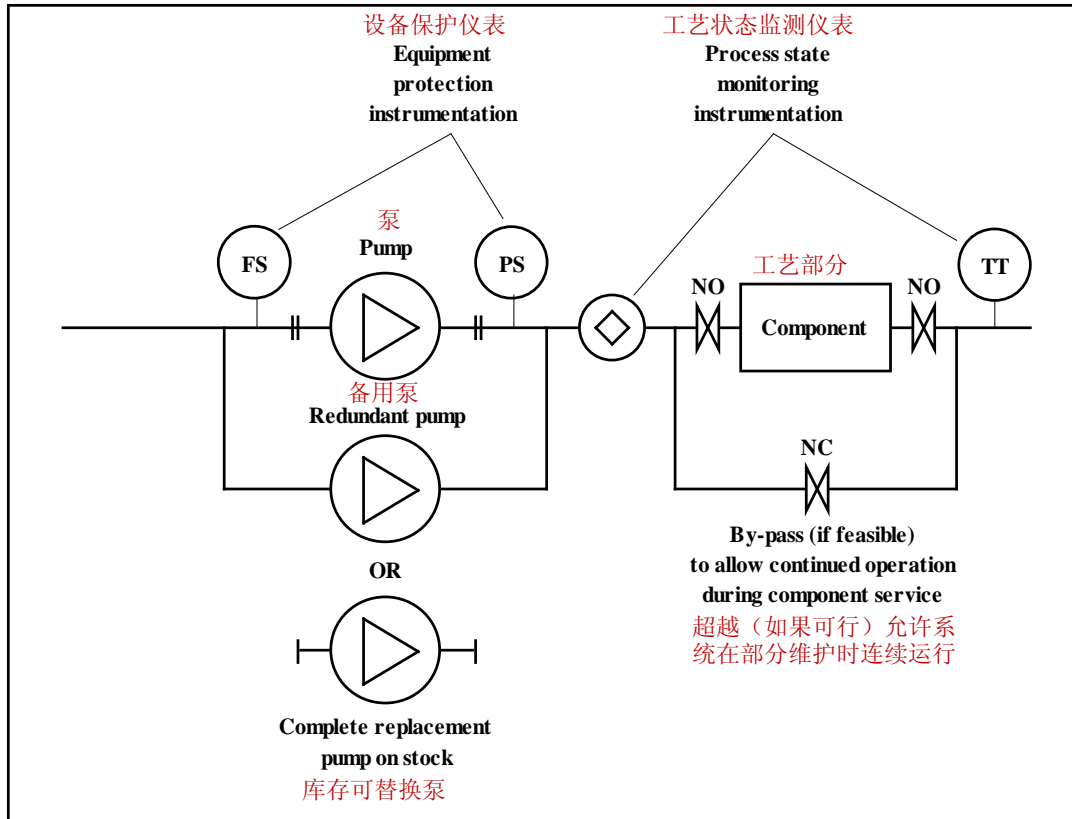 设备保护仪表
Equipment
protection
instrumentation
工艺状态监测仪表
Process state
monitoring
instrumentation
泵
Pump
FS
PS
TT
工艺部分
NO
NO
Component
备用泵
Redundant pump
NC
OR
By-pass (if feasible)
to allow continued operation
during component service
超越（如果可行）允许系
统在部分维护时连续运行
Complete replacement
pump on stock
库存可替换泵